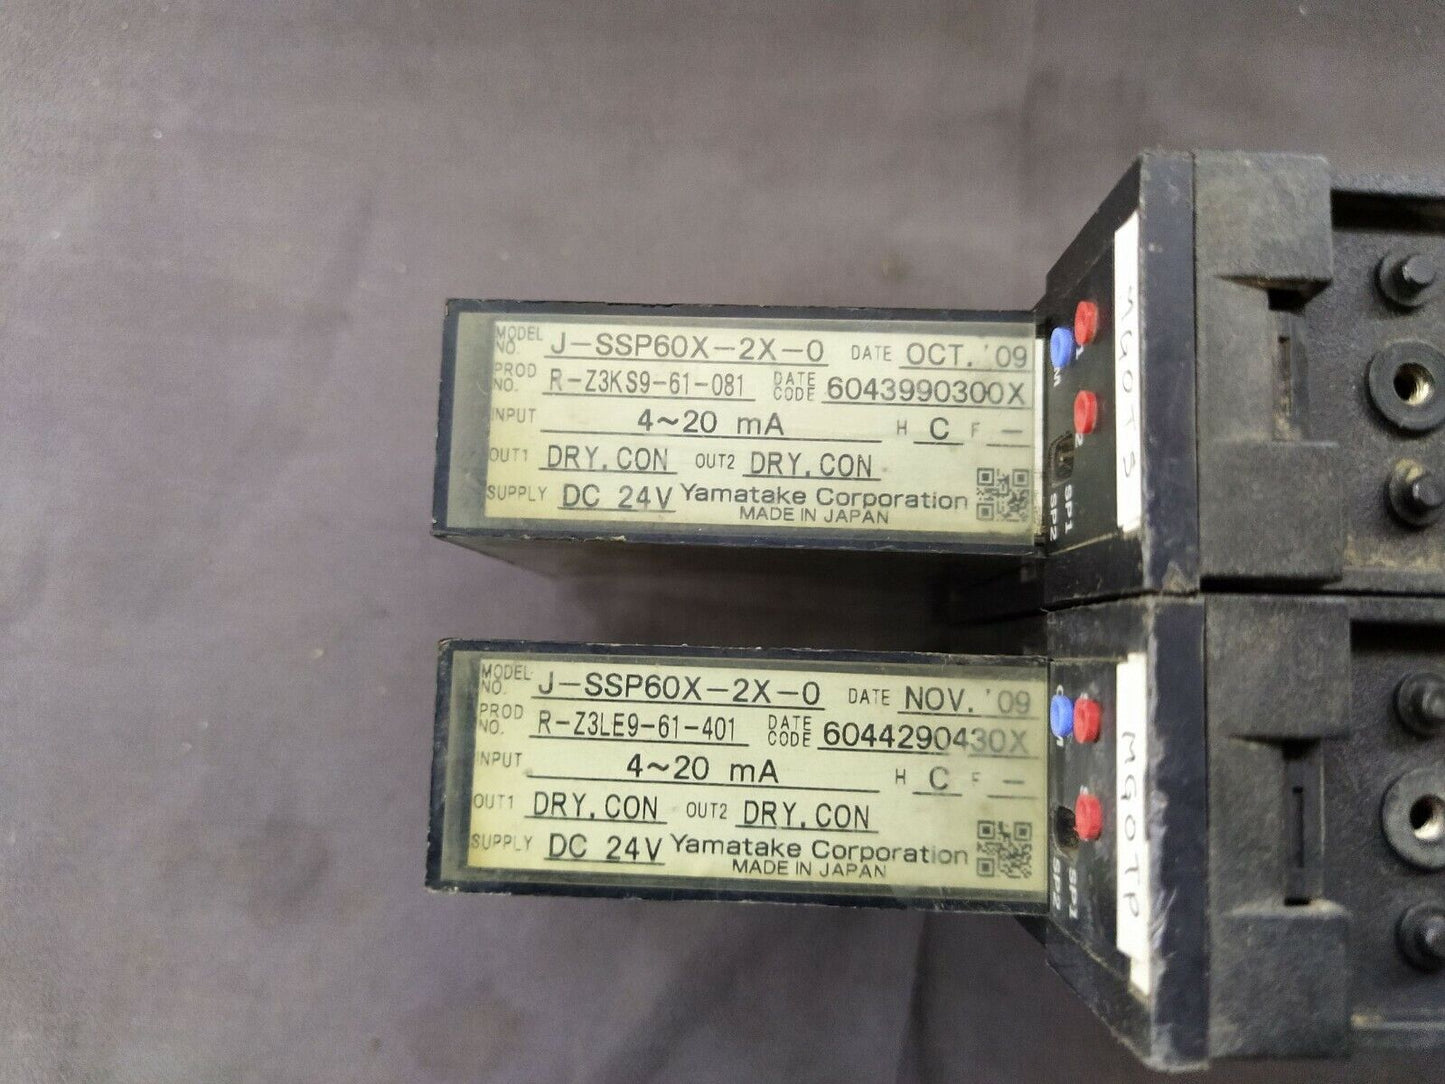 MODEL NO. J-SSP60X-2X-0 DATE OCT. '09
PROD NO. R-Z3KS9-61-081 DATE CODE 6043990300X
INPUT 4~20 mA H C F —
OUT1 DRY. CON OUT2 DRY. CON
SUPPLY DC 24V Yamatake Corporation
MADE IN JAPAN
SP1
SP2
MGOTS
MODEL NO. J-SSP60X-2X-0 DATE NOV. '09
PROD NO. R-Z3LE9-61-401 DATE CODE 6044290430X
INPUT 4~20 mA H C F —
OUT1 DRY. CON OUT2 DRY. CON
SUPPLY DC 24V Yamatake Corporation
MADE IN JAPAN
SP1
SP2
MGOTP